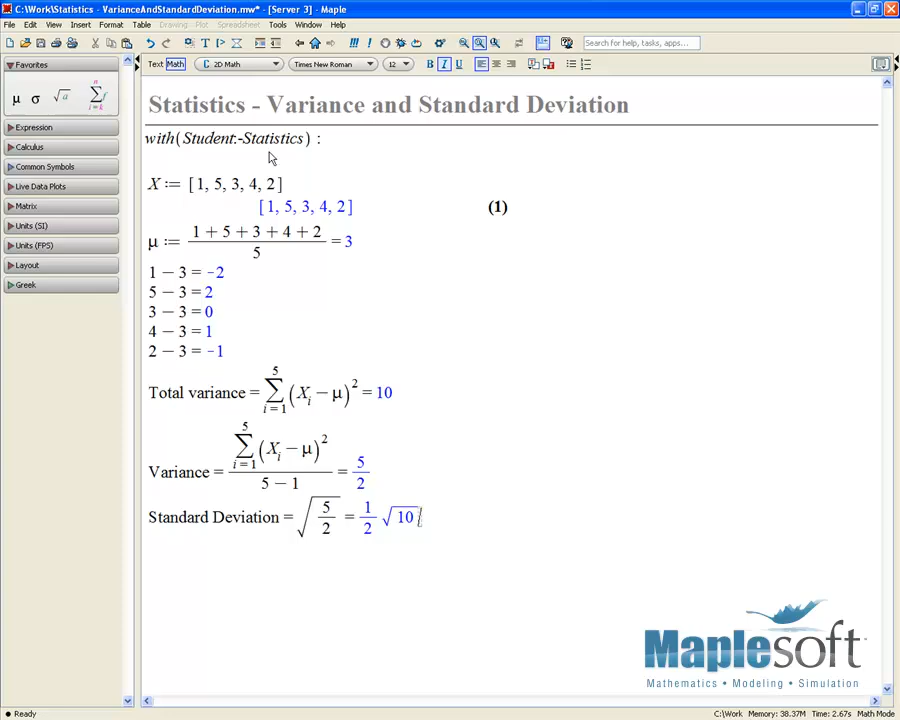 C:\Work\Statistics - VarianceAndStandardDeviation.mw* - [Server 3] - Maple
File Edit View Insert Format Table Drawing Plot Spreadsheet Tools Window Help
Search for help, tasks, apps...
Text Math C 2D Math Times New Roman 12 B I U
Favorites
μ σ √a ∑ f n i=k
Expression
Calculus
Common Symbols
Live Data Plots
Matrix
Units (SI)
Units (FPS)
Layout
Greek
Statistics - Variance and Standard Deviation
with(Student:-Statistics) :
X := [1, 5, 3, 4, 2]
[1, 5, 3, 4, 2] (1)
μ := (1 + 5 + 3 + 4 + 2)/5 = 3
1 − 3 = −2
5 − 3 = 2
3 − 3 = 0
4 − 3 = 1
2 − 3 = −1
Total variance = ∑_{i=1}^{5} (X_i − μ)^2 = 10
Variance = (∑_{i=1}^{5} (X_i − μ)^2)/(5 − 1) = 5/2
Standard Deviation = √(5/2) = 1/2 √10
Maplesoft
Mathematics • Modeling • Simulation
Ready C:\Work Memory: 38.37M Time: 2.67s Math Mode